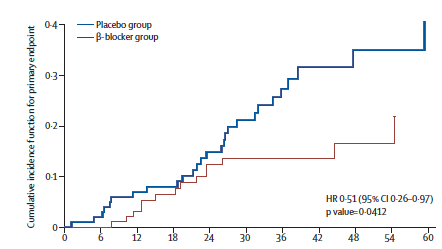 Placebo group
β-blocker group
Cumulative incidence function for primary endpoint
0·4
0·3
0·2
0·1
0
HR 0·51 (95% CI 0·26–0·97)
p value=0·0412
0 6 12 18 24 30 36 42 48 54 60